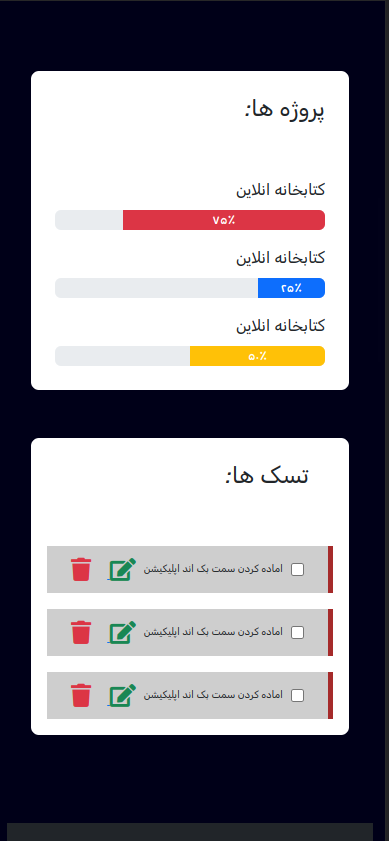 پروژه ها:
کتابخانه انلاین
۷۵٪
کتابخانه انلاین
۲۵٪
کتابخانه انلاین
۵۰٪
تسک ها:
اماده کردن سمت بک اند اپلیکیشن
اماده کردن سمت بک اند اپلیکیشن
اماده کردن سمت بک اند اپلیکیشن